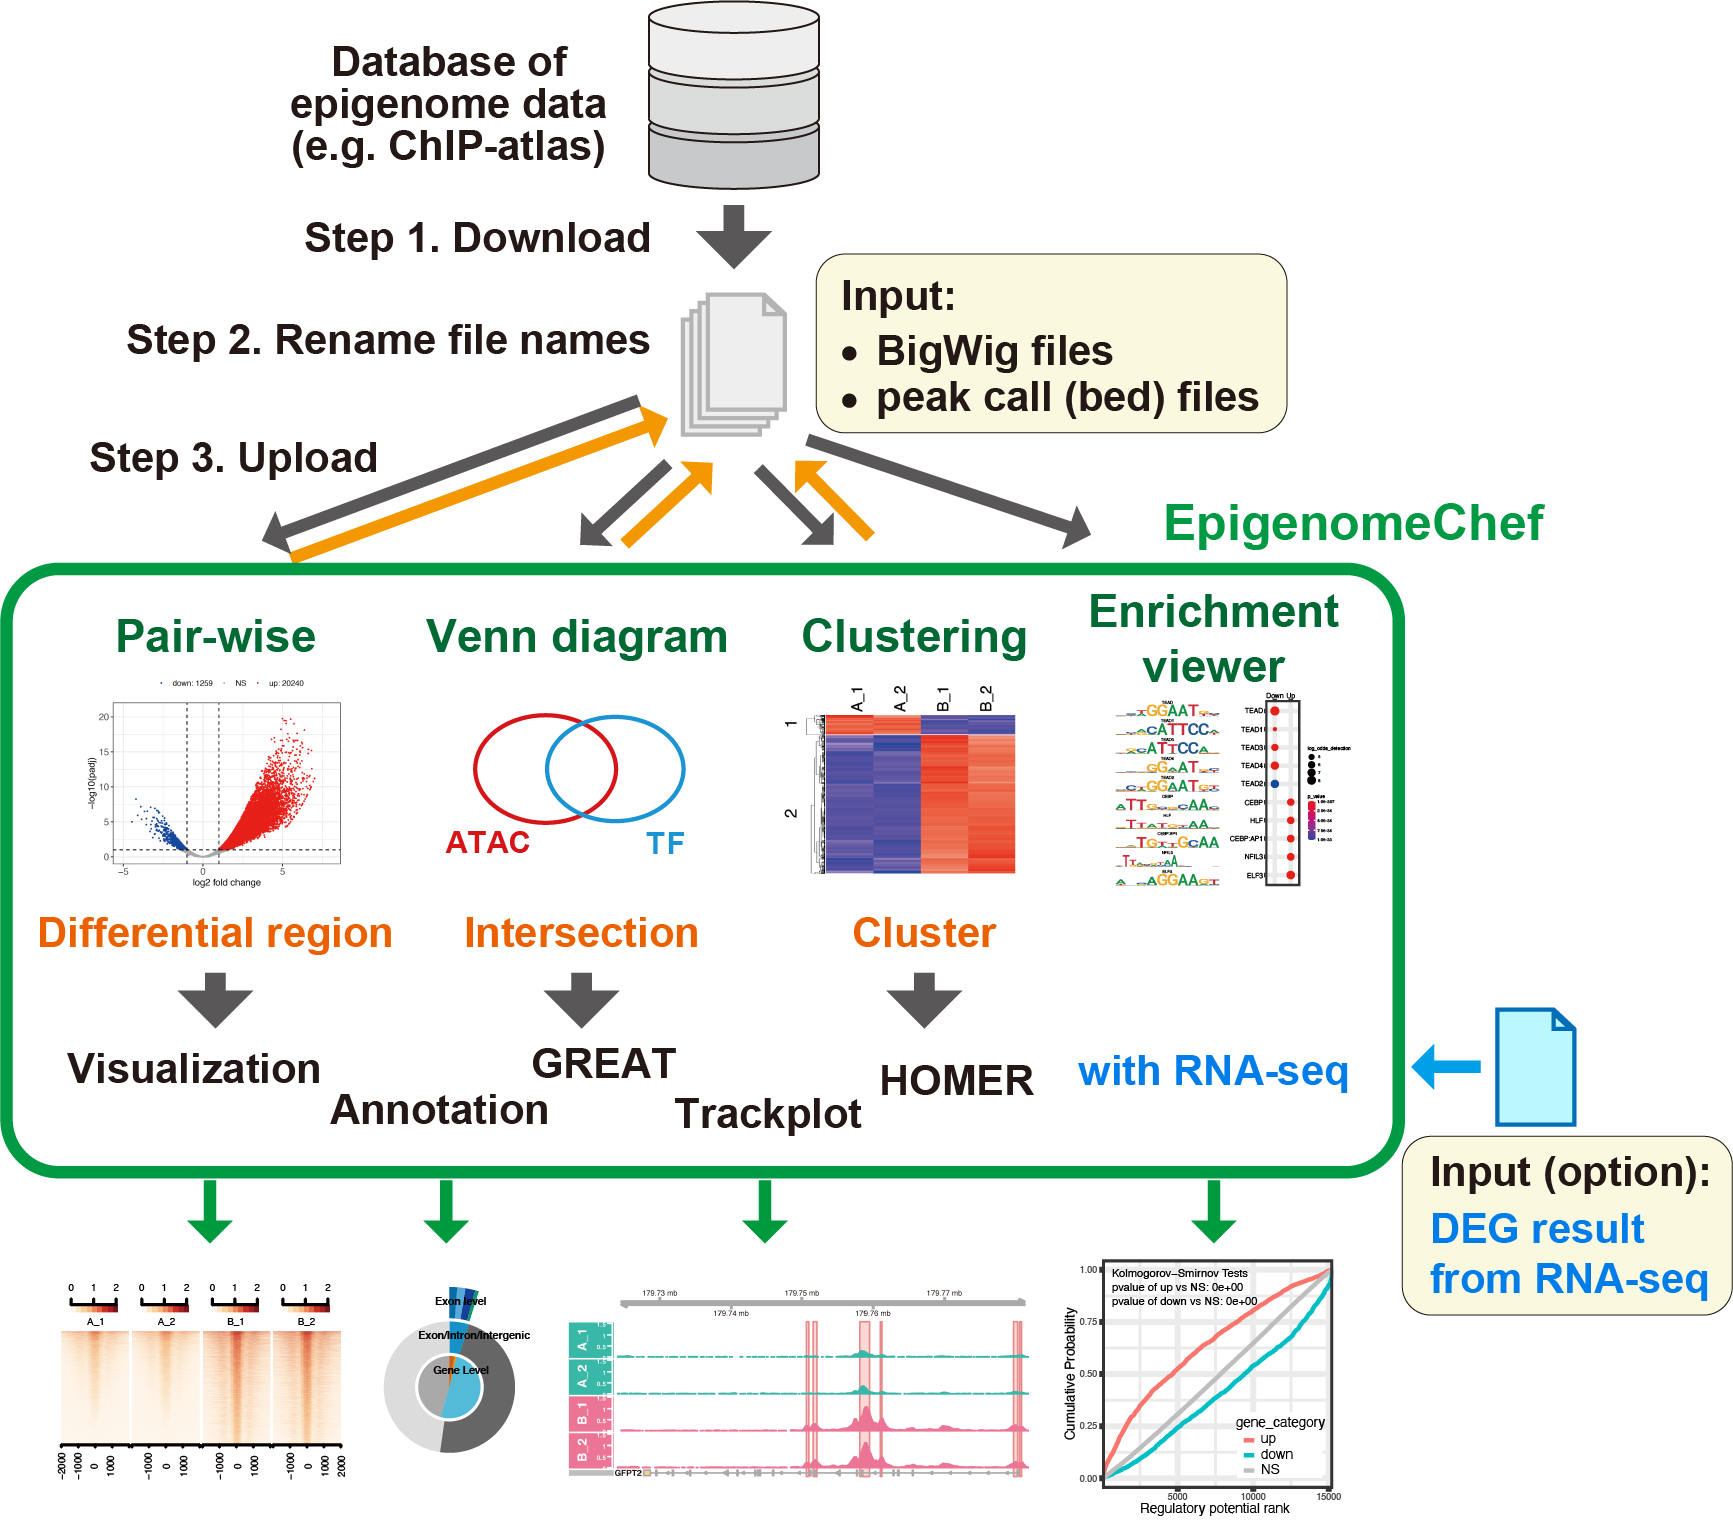 Database of
epigenome data
(e.g. ChIP-atlas)
Step 1. Download
Step 2. Rename file names
Input:
• BigWig files
• peak call (bed) files
Step 3. Upload
EpigenomeChef
Pair-wise
Venn diagram
Clustering
Enrichment
viewer
down: 1259 NS up: 20240
−log10(padj)
20
15
10
5
0
−5 0 5
log2 fold change
ATAC
TF
A_1 A_2 B_1 B_2
1
2
Down Up
TEAD
TEAD1
TEAD3
TEAD4
TEAD2
CEBP
HLF
CEBP:AP1
NFIL3
ELF3
log_odds_detection
p_value
Differential region
Intersection
Cluster
Visualization
Annotation
GREAT
Trackplot
HOMER
with RNA-seq
Input (option):
DEG result
from RNA-seq
0 1 2 0 1 2 0 1 2 0 1 2
A_1 A_2 B_1 B_2
−2000 −1000 0 1000 −1000 0 1000 −1000 0 1000 −1000 0 1000 2000
Exon level
Exon/Intron/Intergenic
Gene Level
179.73 mb 179.75 mb 179.77 mb
179.74 mb 179.76 mb
A_1
A_2
B_1
B_2
GFPT2
Kolmogorov−Smirnov Tests
pvalue of up vs NS: 0e+00
pvalue of down vs NS: 0e+00
Cumulative Probability
1.00
0.75
0.50
0.25
0.00
gene_category
up
down
NS
5000 10000 15000
Regulatory potential rank